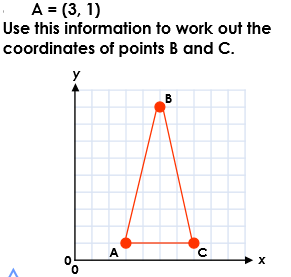 A = (3, 1)
Use this information to work out the
coordinates of points B and C.
y
B
A
C
0
x
0